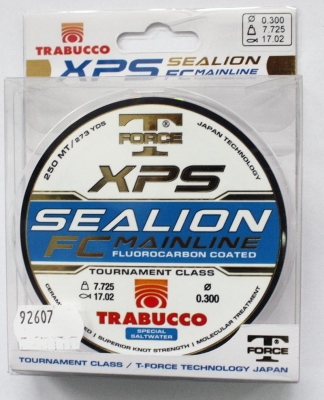 TRABUCCO
XPS SEALION
FC MAINLINE
Ø 0.300
7.725
17.02
250 MT/273 YDS
T FORCE ®
JAPAN TECHNOLOGY
XPS
SEALION
FC MAINLINE
FLUOROCARBON COATED
TOURNAMENT CLASS
7.725 Ø
17.02 0.300
TRABUCCO
SPECIAL
SALTWATER
92607
SUPERIOR KNOT STRENGTH | MOLECULAR TREATMENT
T FORCE ®
TOURNAMENT CLASS / T-FORCE TECHNOLOGY JAPAN